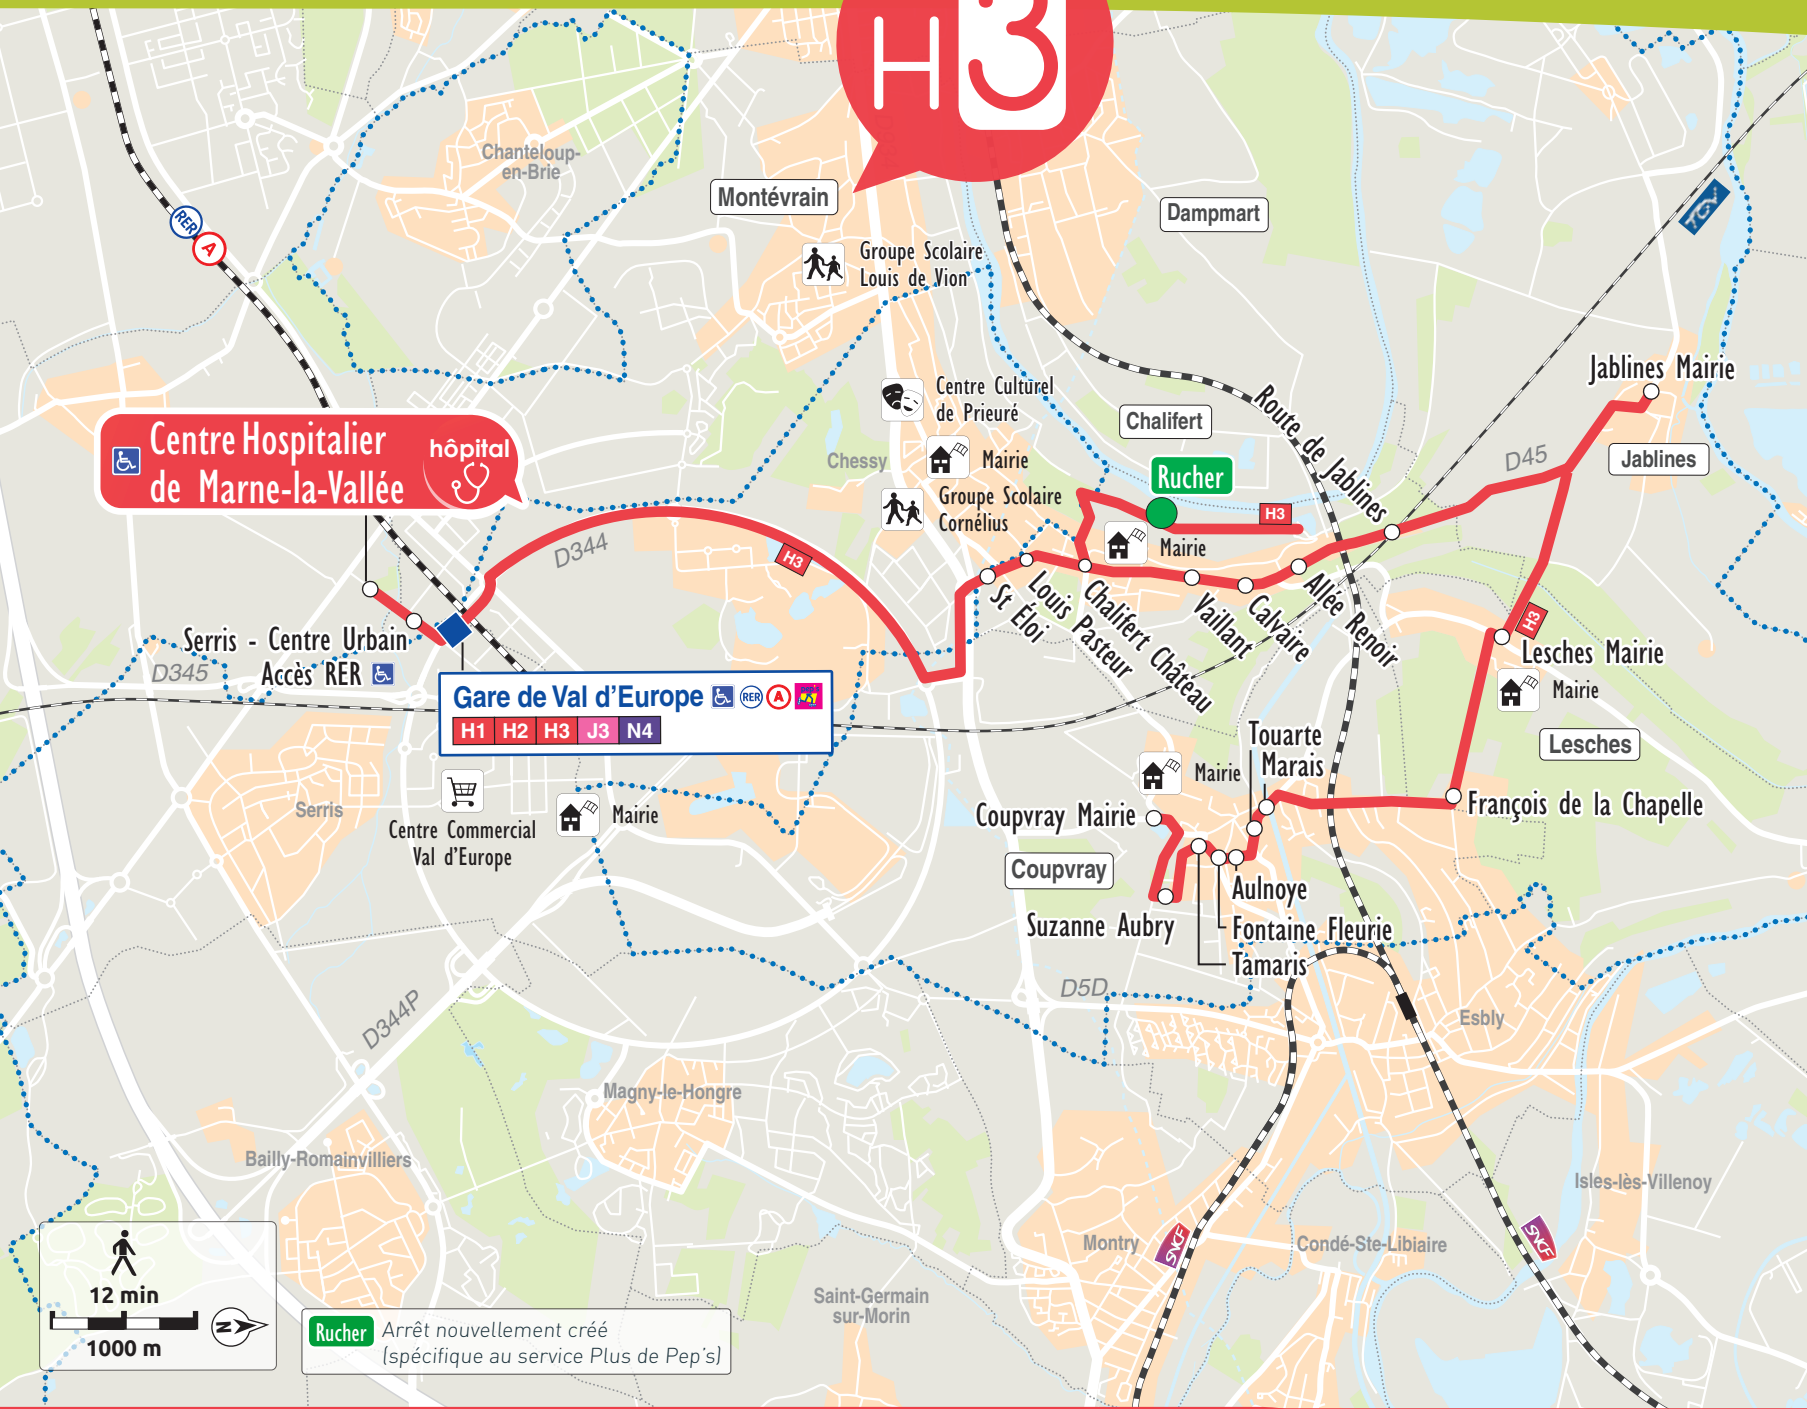 H3
Chanteloup-
en-Brie
Montévrain
Dampmart
RER
A
TGV
Groupe Scolaire
Louis de Vion
Jablines Mairie
Centre Culturel
de Prieuré
Chalifert
Route de Jablines
Centre Hospitalier
de Marne-la-Vallée
hôpital
Chessy
Mairie
Jablines
D45
Rucher
Groupe Scolaire
Cornélius
H3
Mairie
D344
H3
St Éloi
Louis Pasteur
Chalifert Château
Vaillant
Calvaire
Allée Renoir
H3
Serris - Centre Urbain
Accès RER
D345
Lesches Mairie
Mairie
Gare de Val d'Europe
RER
A
H1
H2
H3
J3
N4
Lesches
Touarte
Marais
Mairie
Serris
Coupvray Mairie
François de la Chapelle
Centre Commercial
Val d'Europe
Mairie
Coupvray
Aulnoye
Suzanne Aubry
Fontaine Fleurie
Tamaris
D5D
D344P
Esbly
Magny-le-Hongre
Bailly-Romainvilliers
Isles-lès-Villenoy
Montry
SNCF
Condé-Ste-Libiaire
SNCF
Saint-Germain
sur-Morin
12 min
1000 m
N
Rucher
Arrêt nouvellement créé
(spécifique au service Plus de Pep's)